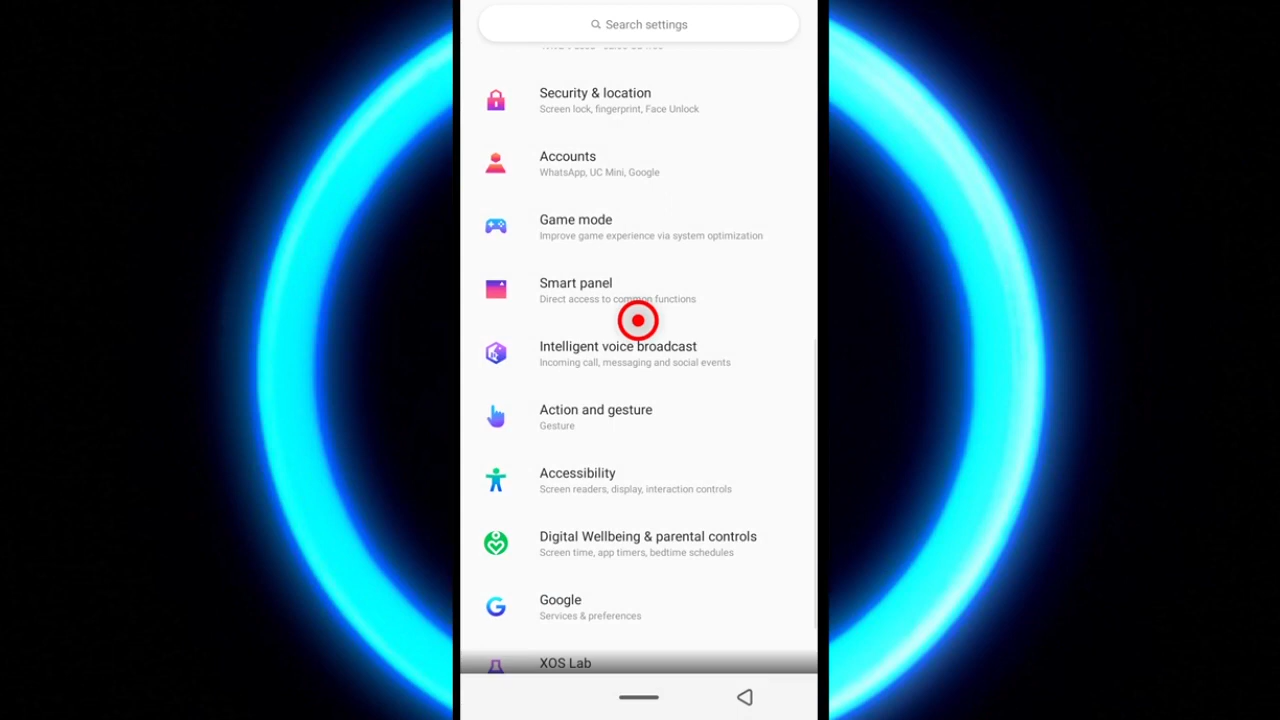 Search settings
Security & location
Screen lock, fingerprint, Face Unlock
Accounts
WhatsApp, UC Mini, Google
Game mode
Improve game experience via system optimization
Smart panel
Direct access to common functions
Intelligent voice broadcast
Incoming call, messaging and social events
Action and gesture
Gesture
Accessibility
Screen readers, display, interaction controls
Digital Wellbeing & parental controls
Screen time, app timers, bedtime schedules
Google
Services & preferences
XOS Lab